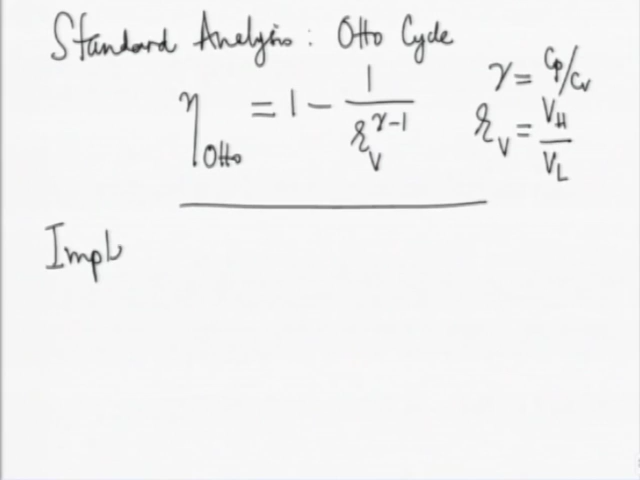 Standard Analysis: Otto Cycle
η_Otto = 1 - 1/r_V^(γ-1)
γ = Cp/Cv
r_V = V_H/V_L
Impl